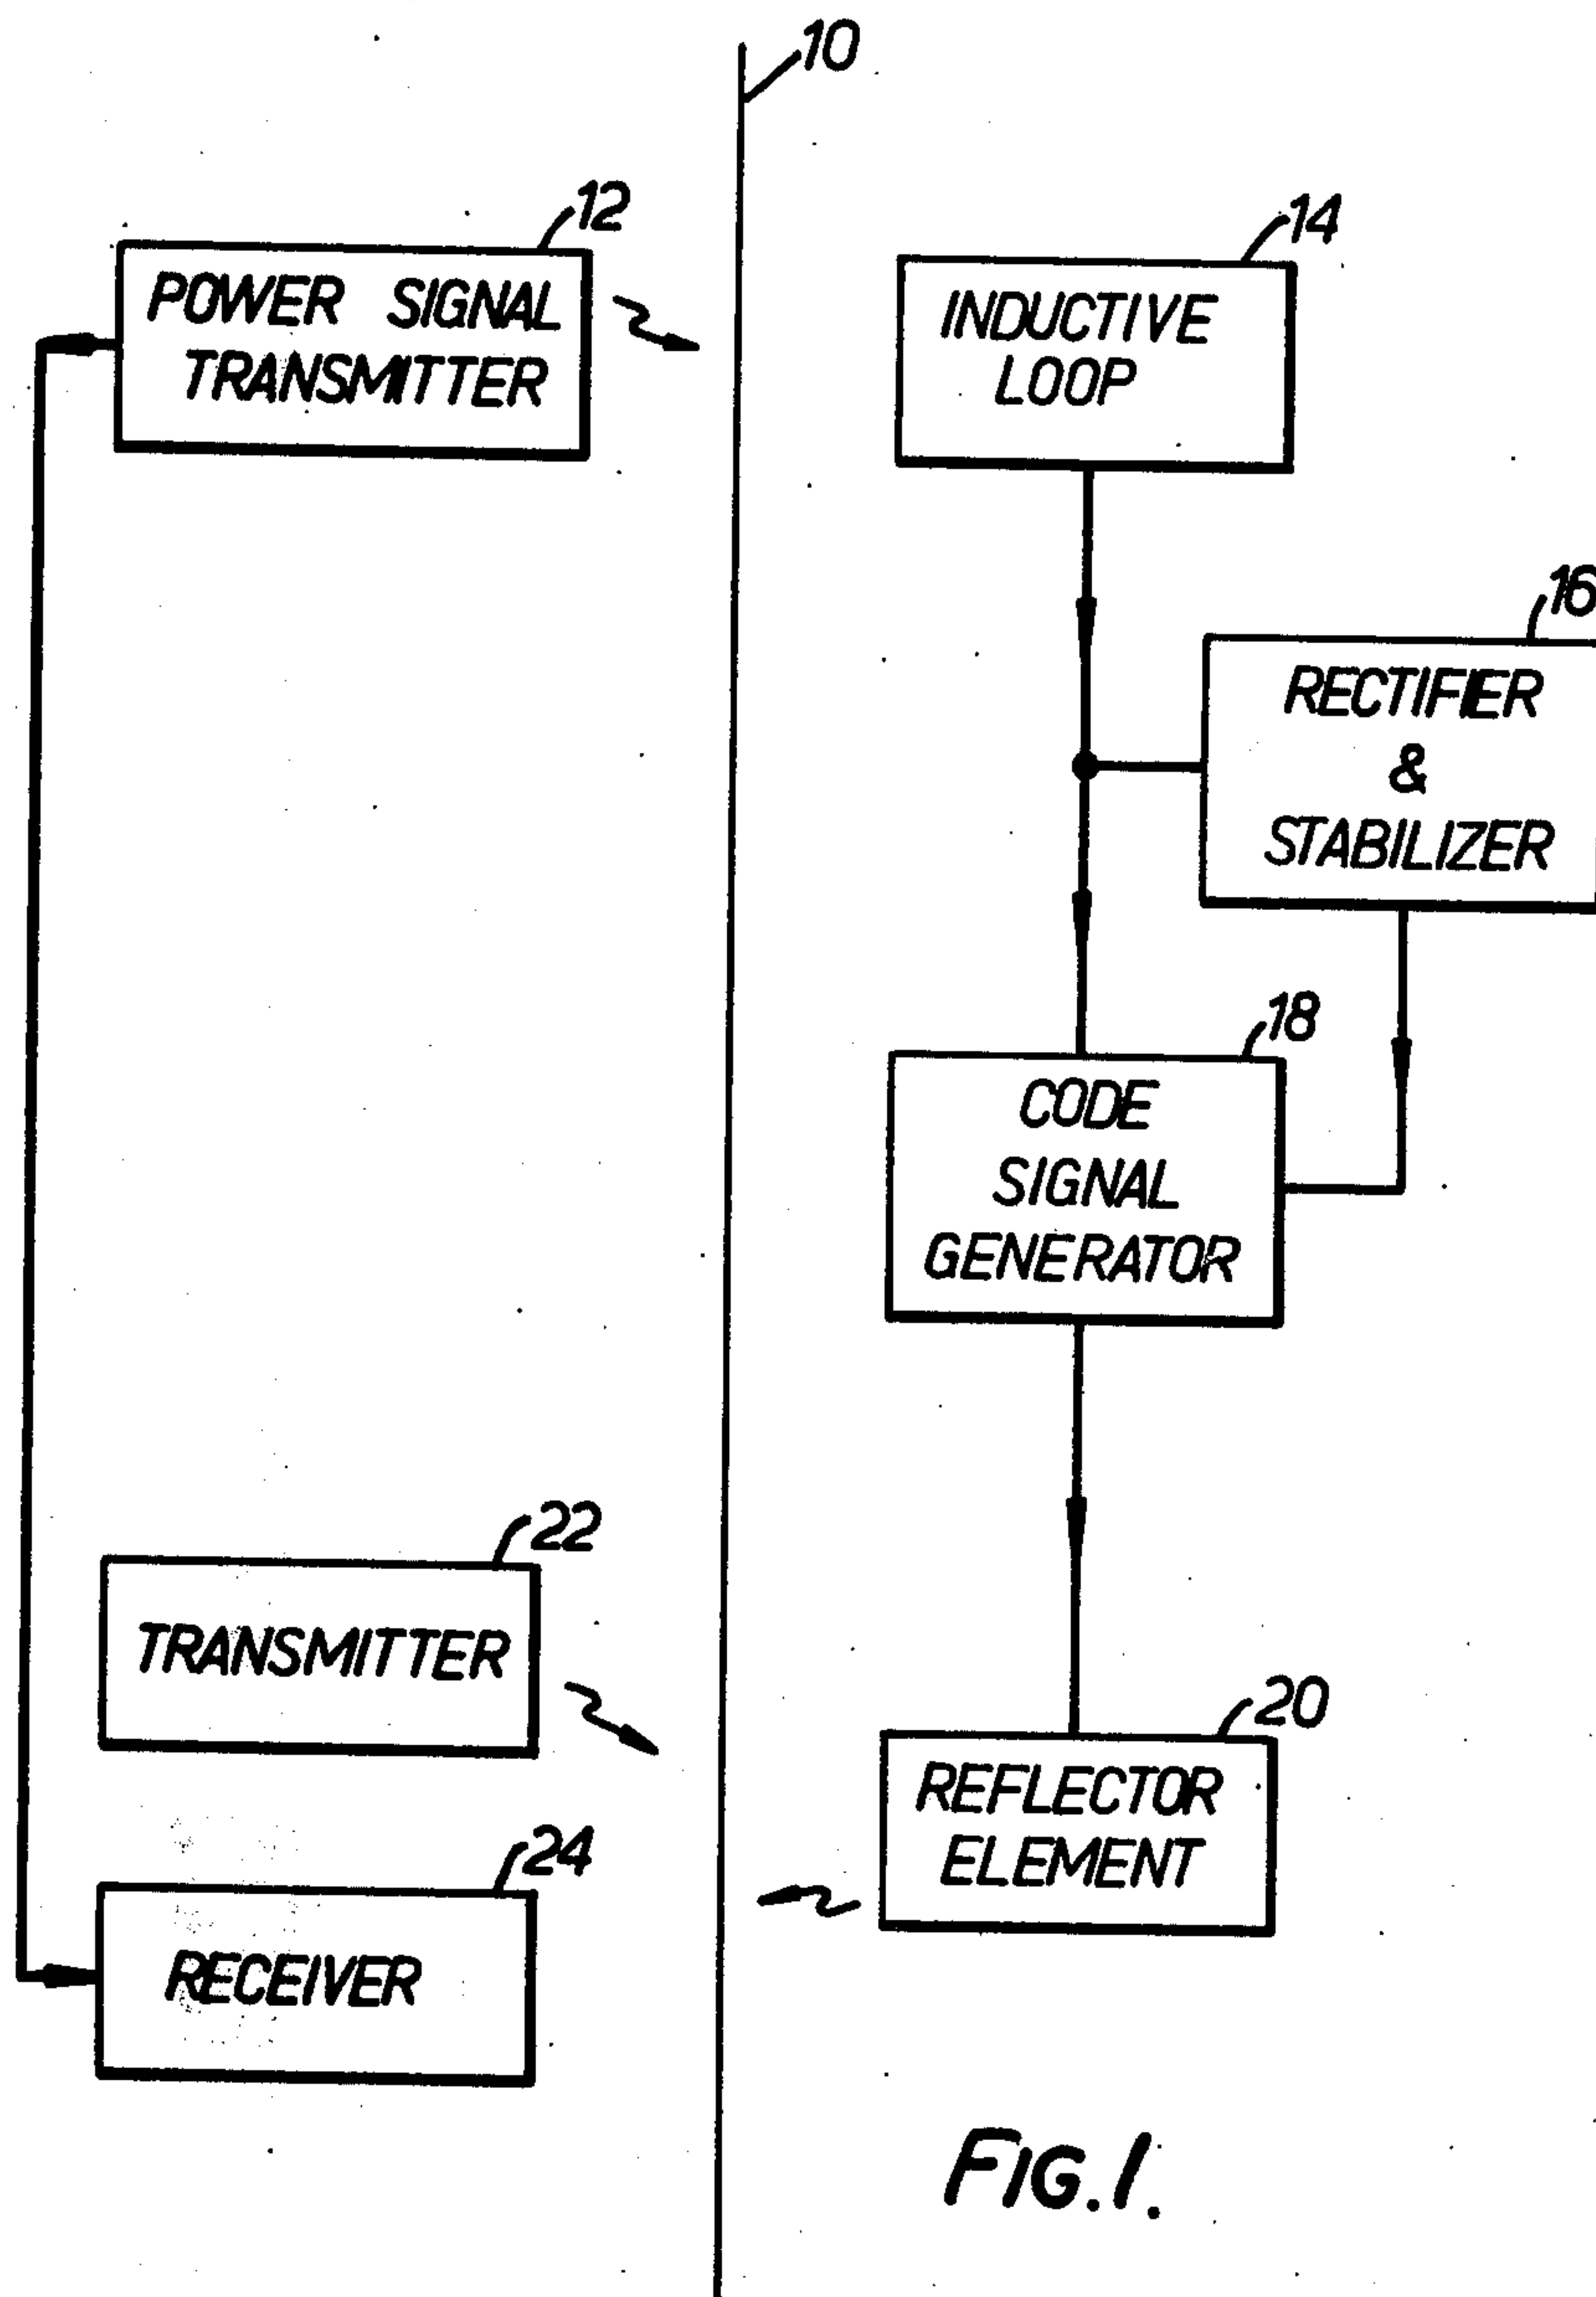 10
12
POWER SIGNAL
TRANSMITTER
14
INDUCTIVE
LOOP
16
RECTIFIER
&
STABILIZER
18
CODE
SIGNAL
GENERATOR
22
TRANSMITTER
20
REFLECTOR
ELEMENT
24
RECEIVER
FIG.1.